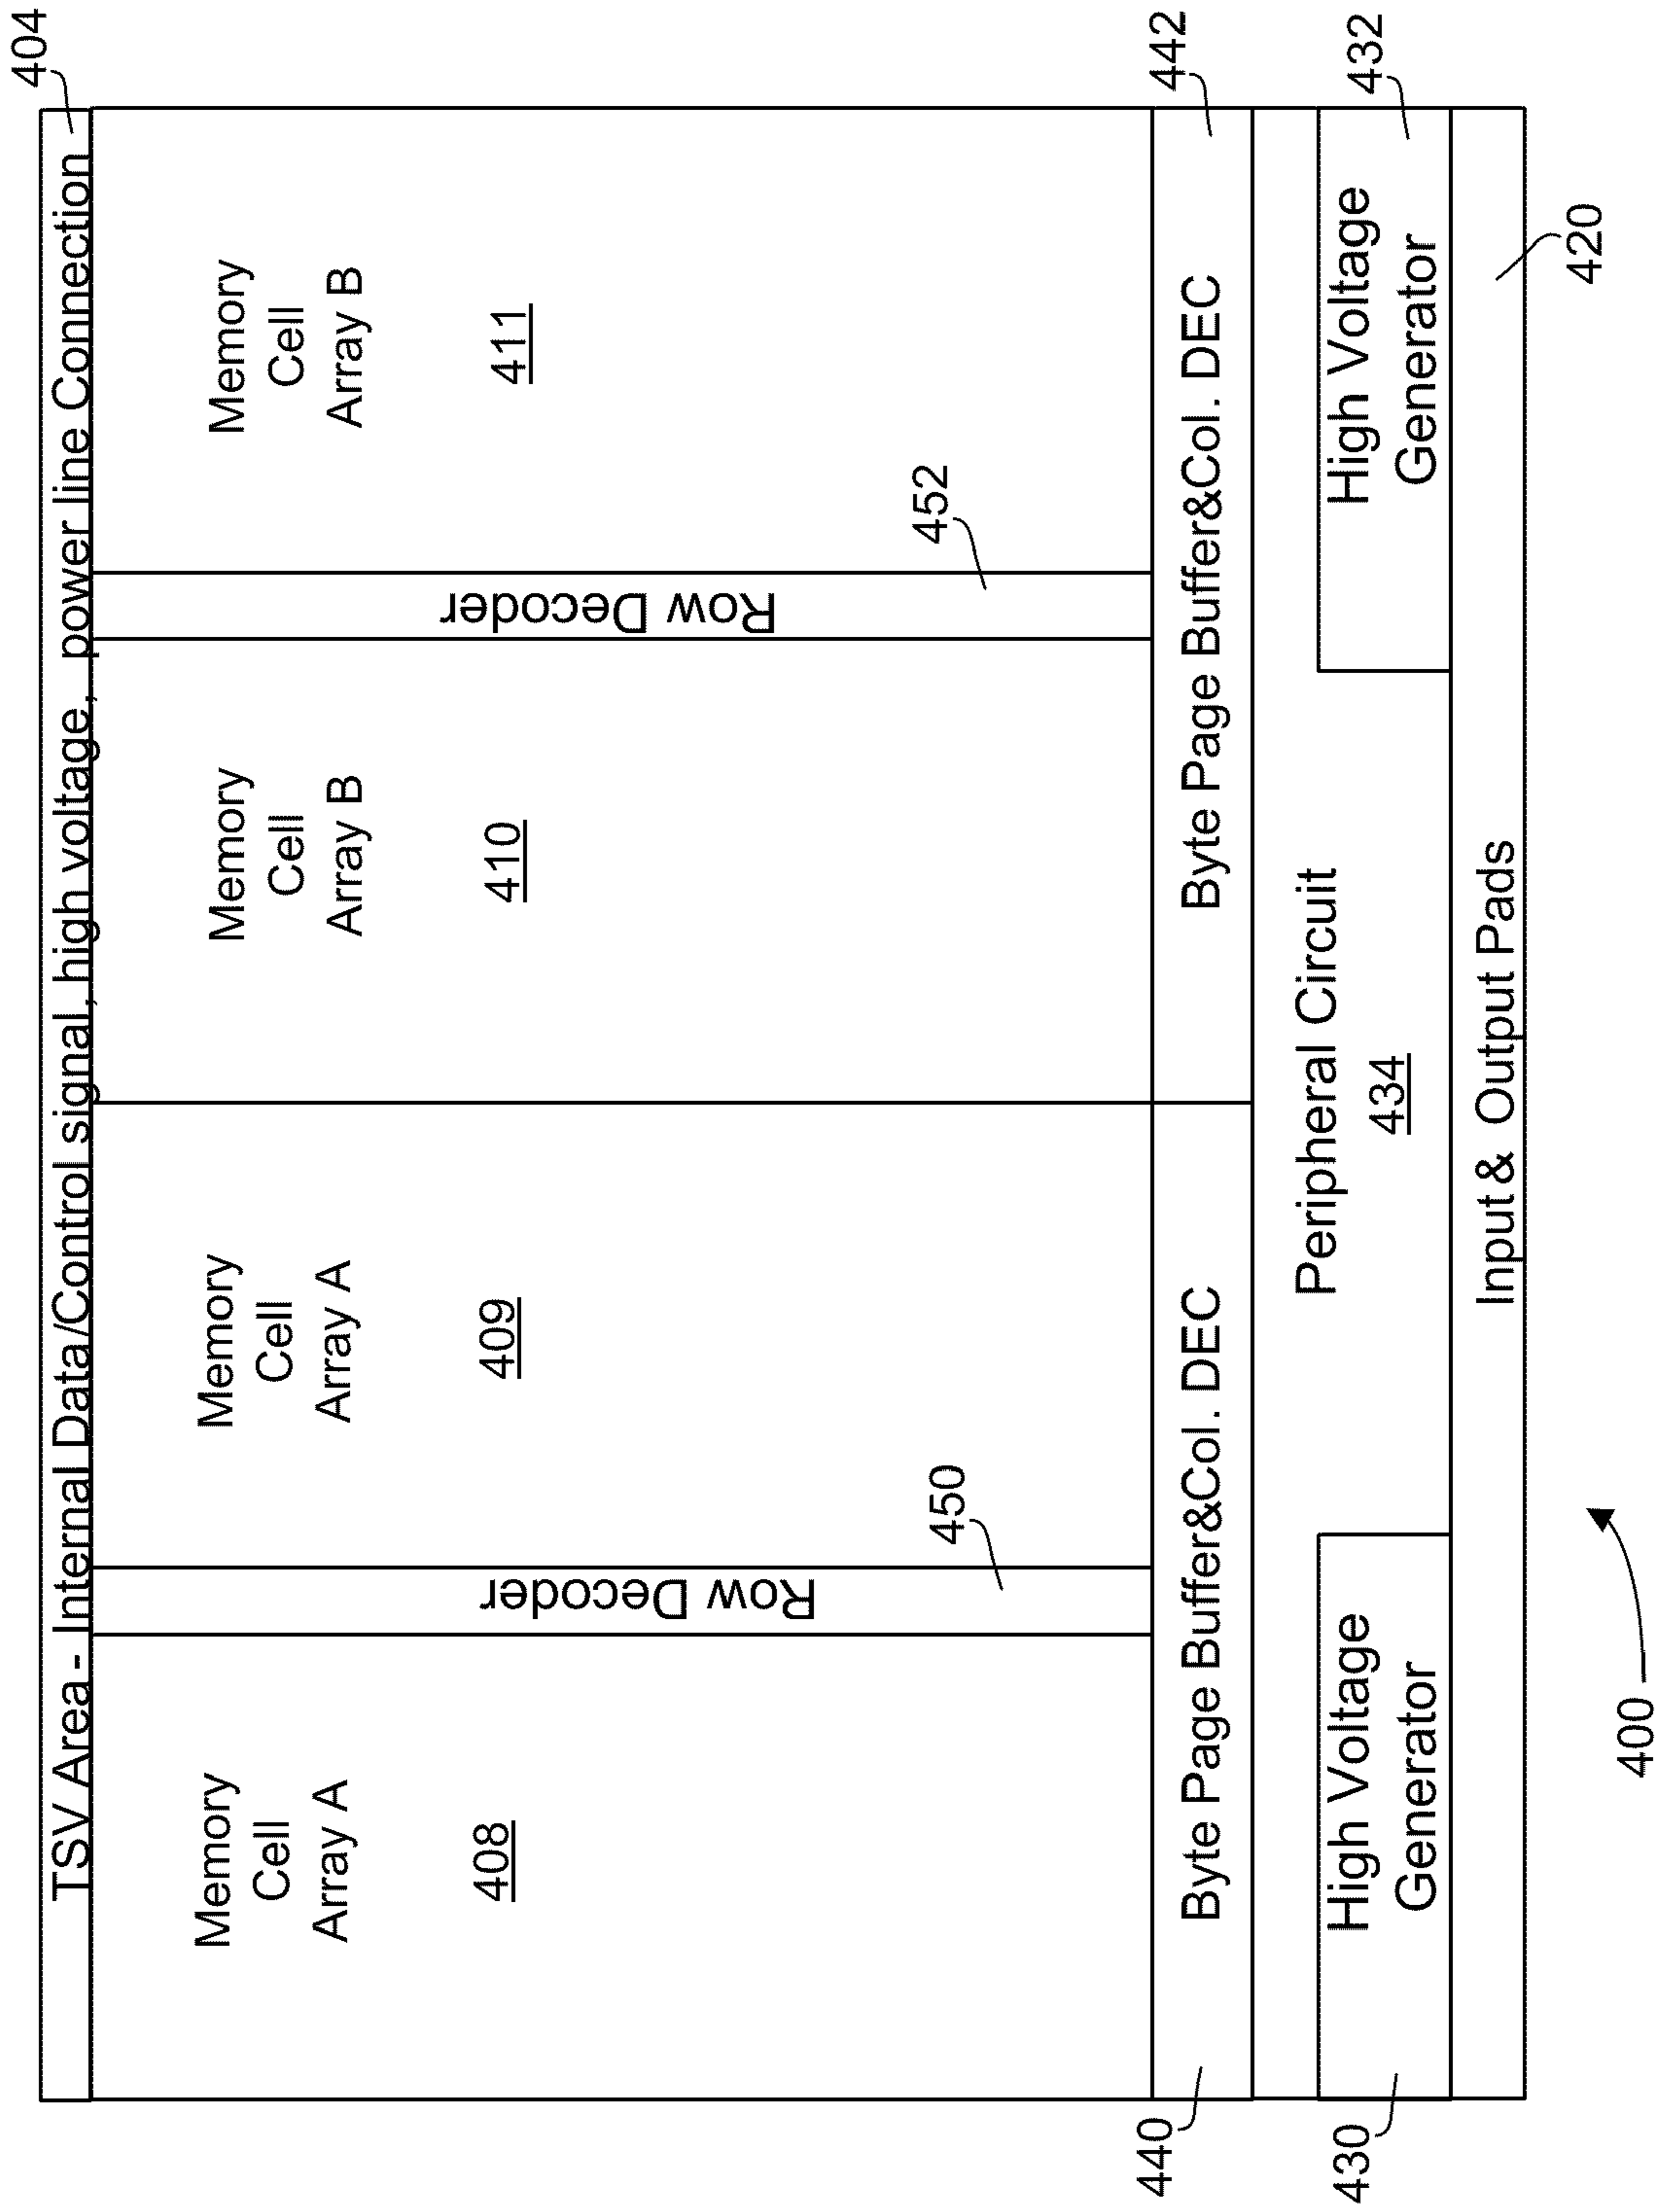 404
TSV Area - Internal Data/Control signal, high voltage, power line Connection
Memory
Cell
Array A
408
Row Decoder
450
Memory
Cell
Array A
409
Memory
Cell
Array B
410
Row Decoder
452
Memory
Cell
Array B
411
440
Byte Page Buffer&Col. DEC
Byte Page Buffer&Col. DEC
442
Peripheral Circuit
434
430
High Voltage
Generator
High Voltage
Generator
432
Input & Output Pads
420
400